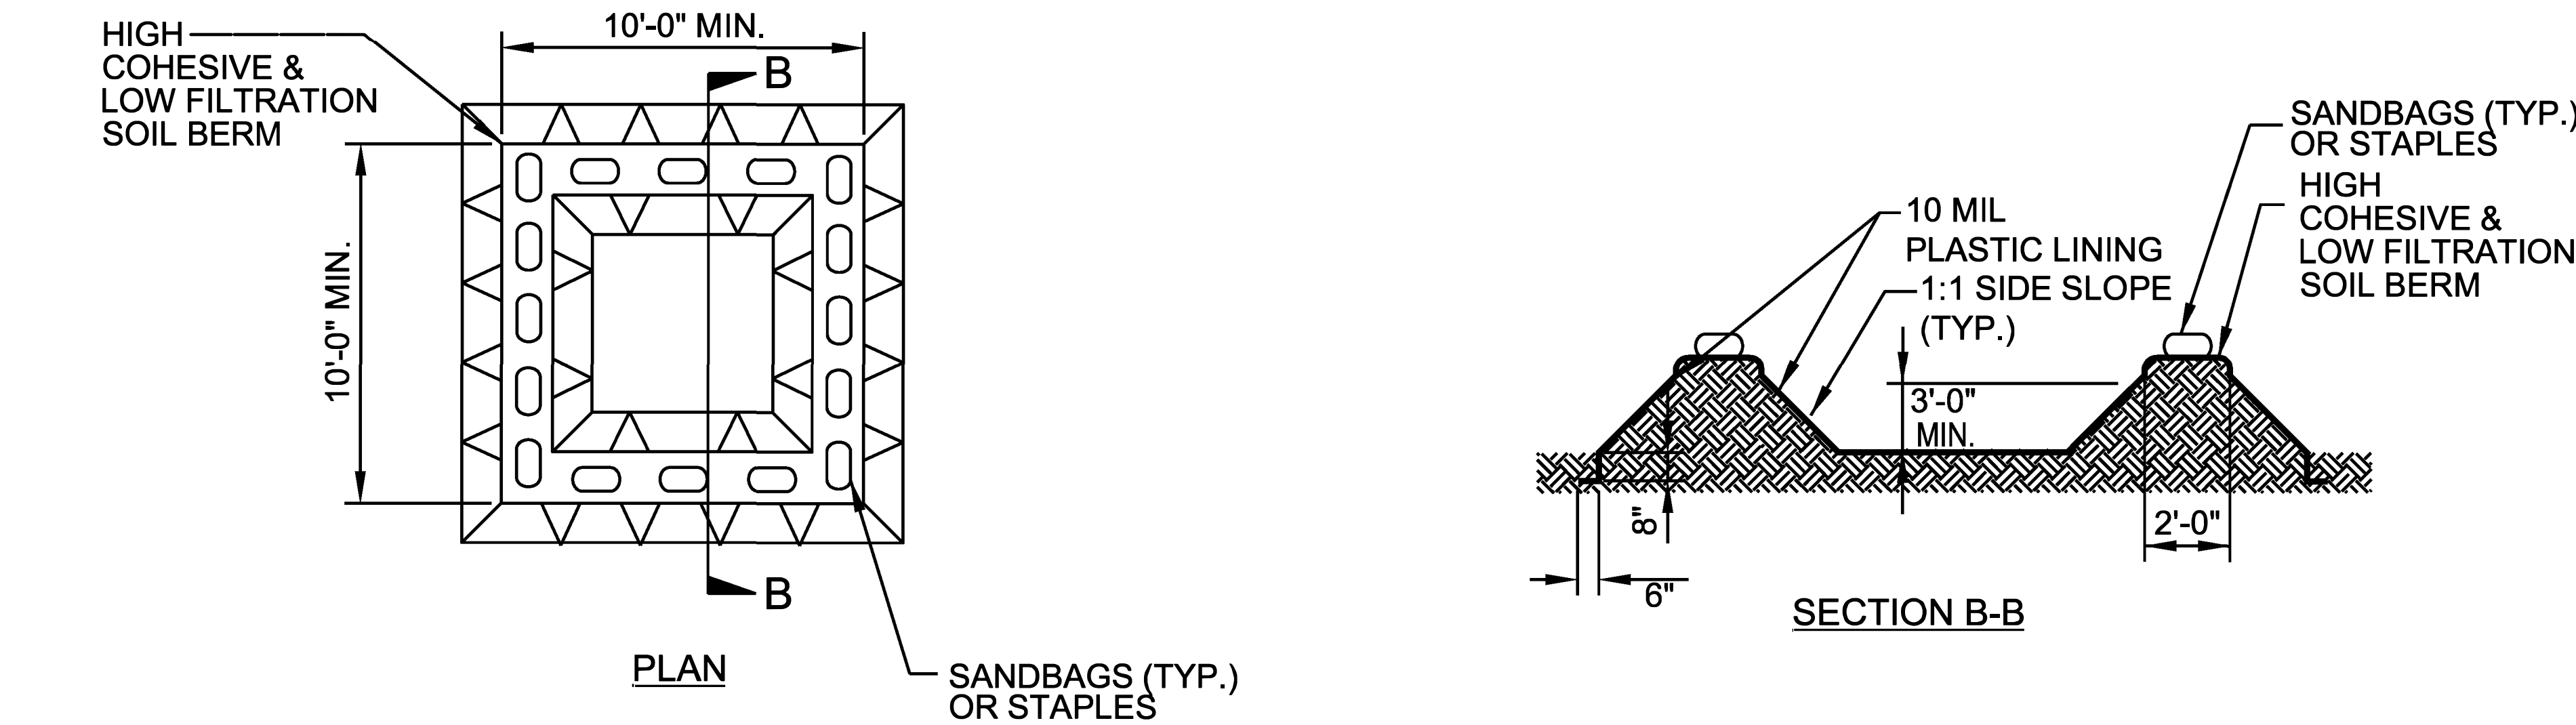 HIGH
COHESIVE &
LOW FILTRATION
SOIL BERM
10'-0" MIN.
B
10'-0" MIN.
B
PLAN
SANDBAGS (TYP.)
OR STAPLES
SANDBAGS (TYP.)
OR STAPLES
HIGH
COHESIVE &
LOW FILTRATION
SOIL BERM
10 MIL
PLASTIC LINING
1:1 SIDE SLOPE
(TYP.)
3'-0"
MIN.
8"
6"
2'-0"
SECTION B-B